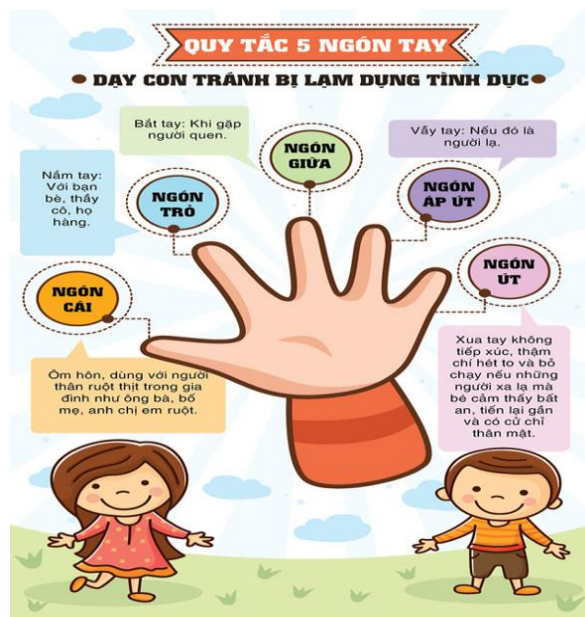 QUY TẮC 5 NGÓN TAY
DẠY CON TRÁNH BỊ LẠM DỤNG TÌNH DỤC
Bắt tay: Khi gặp
người quen.
NGÓN
GIỮA
Vẫy tay: Nếu đó là
người lạ.
Nắm tay:
Với bạn
bè, thầy
cô, họ
hàng.
NGÓN
TRỎ
NGÓN
ÁP ÚT
NGÓN
CÁI
NGÓN
ÚT
Ôm hôn, dùng với người
thân ruột thịt trong gia
đình như ông bà, bố
mẹ, anh chị em ruột.
Xua tay không
tiếp xúc, thậm
chí hét to và bỏ
chạy nếu những
người xa lạ mà
bé cảm thấy bất
an, tiến lại gần
và có cử chỉ
thân mật.